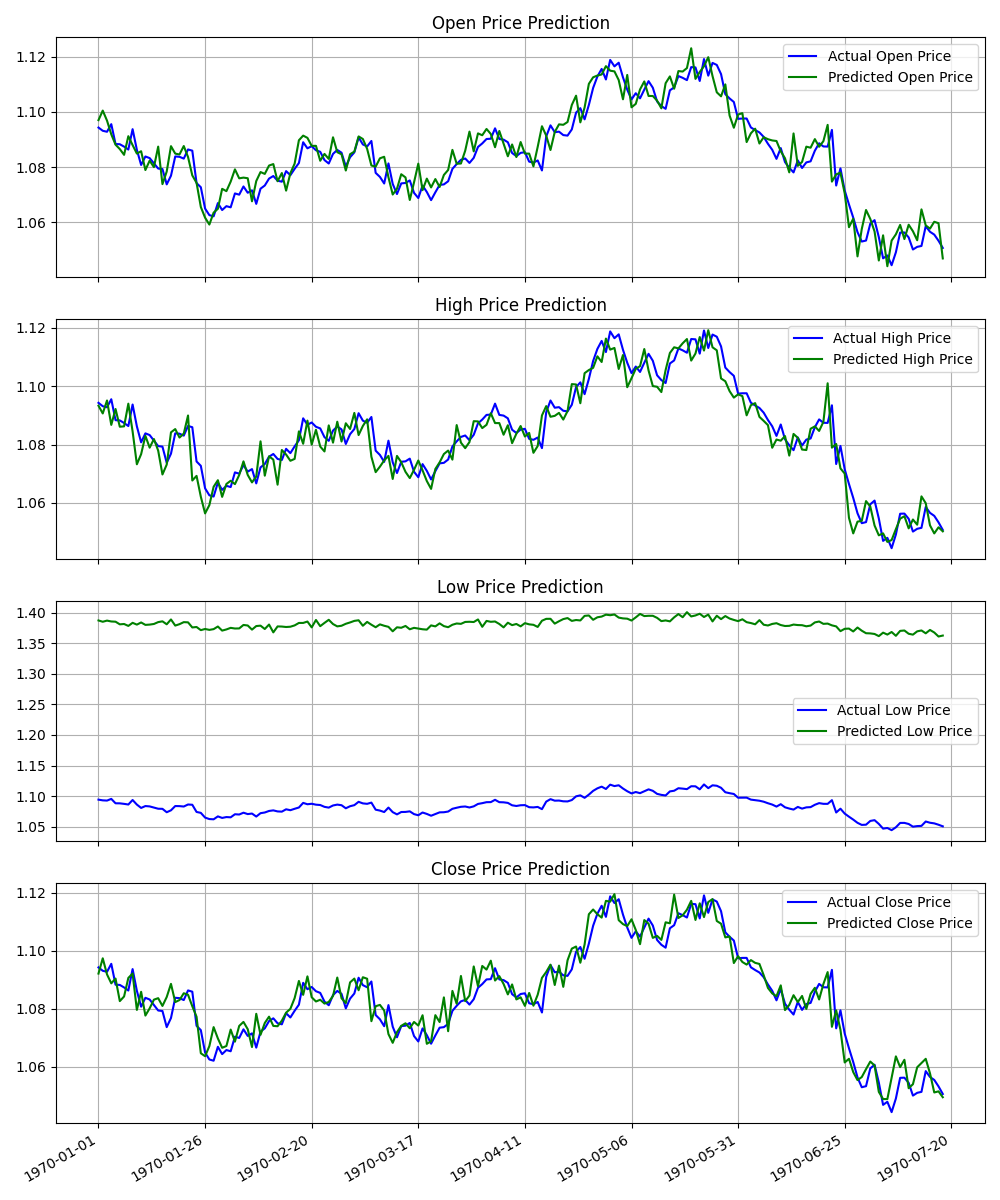 Open Price Prediction
1.12
1.10
1.08
1.06
Actual Open Price
Predicted Open Price
High Price Prediction
1.12
1.10
1.08
1.06
Actual High Price
Predicted High Price
Low Price Prediction
1.40
1.35
1.30
1.25
1.20
1.15
1.10
1.05
Actual Low Price
Predicted Low Price
Close Price Prediction
1.12
1.10
1.08
1.06
Actual Close Price
Predicted Close Price
1970-01-01
1970-01-26
1970-02-20
1970-03-17
1970-04-11
1970-05-06
1970-05-31
1970-06-25
1970-07-20